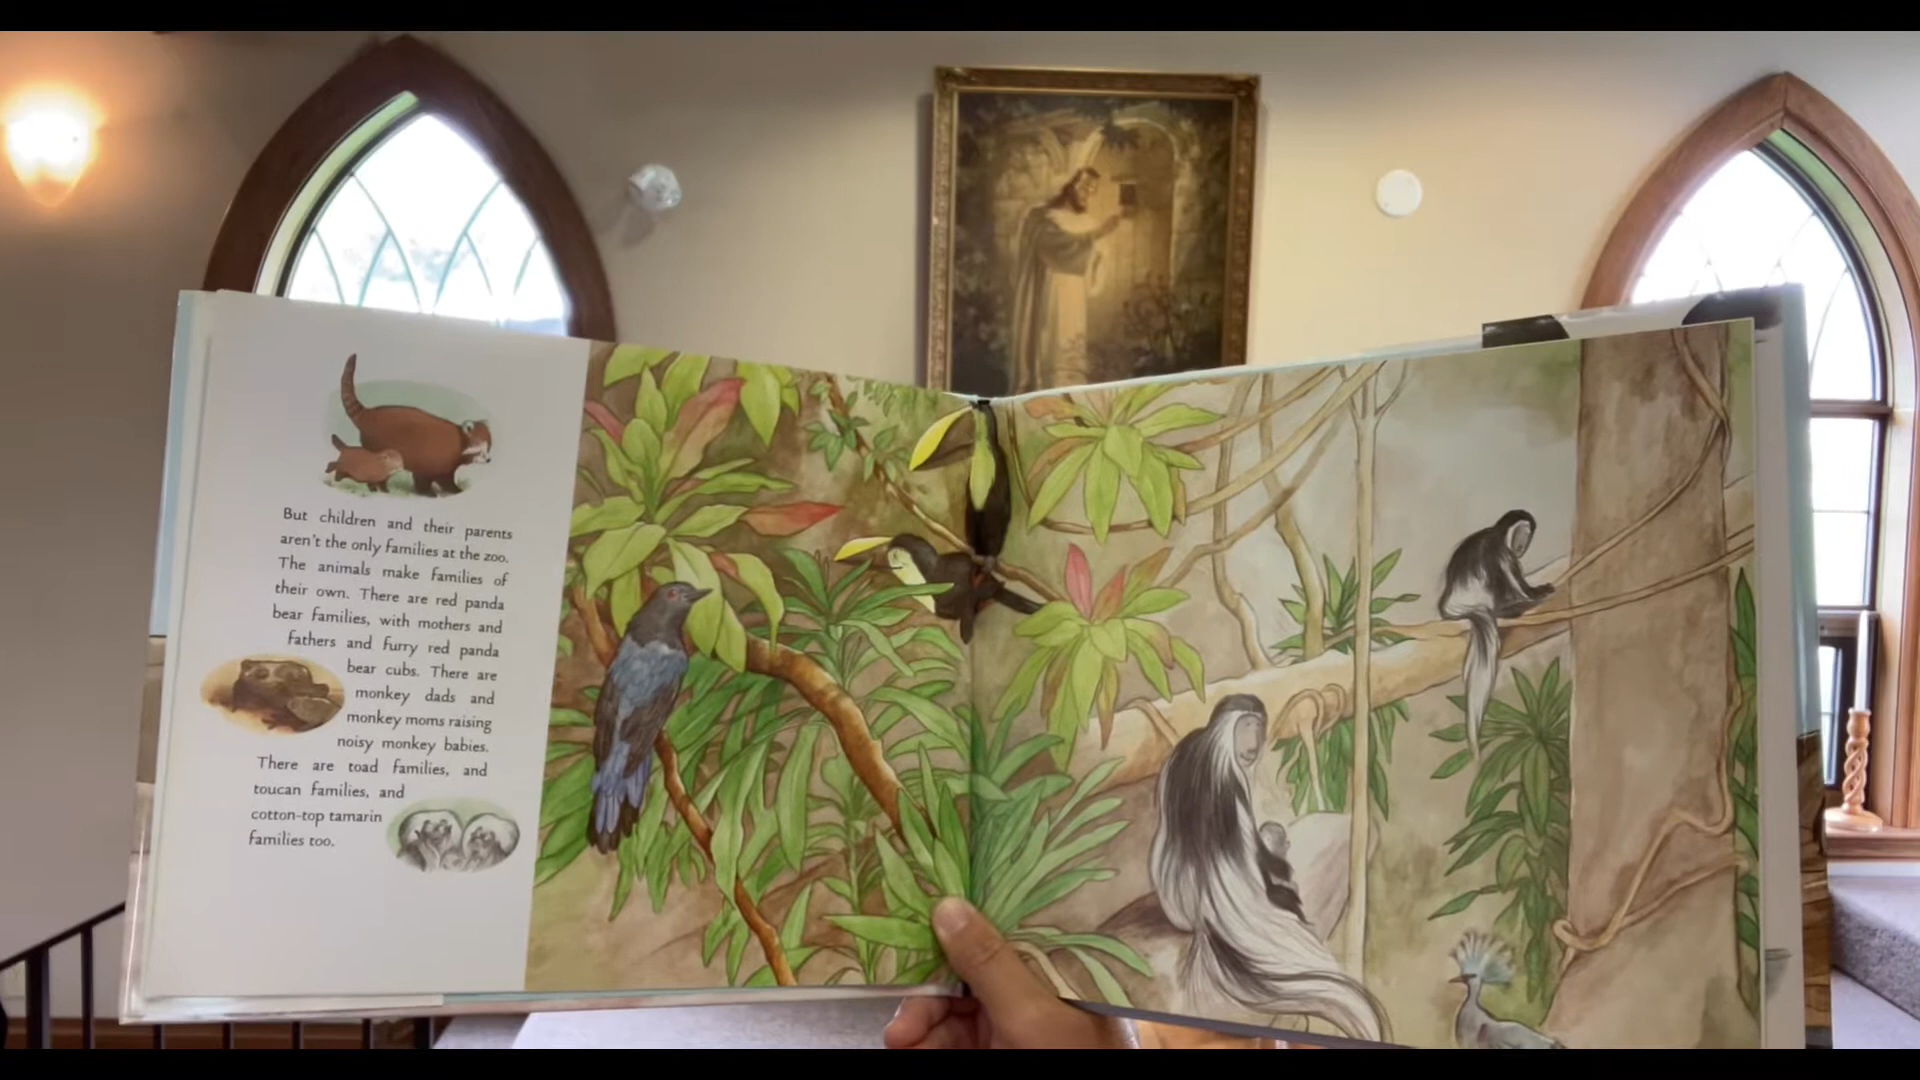 But children and their parents
aren't the only families at the zoo.
The animals make families of
their own. There are red panda
bear families, with mothers and
fathers and furry red panda
bear cubs. There are
monkey dads and
monkey moms raising
noisy monkey babies.
There are toad families, and
toucan families, and
cotton-top tamarin
families too.